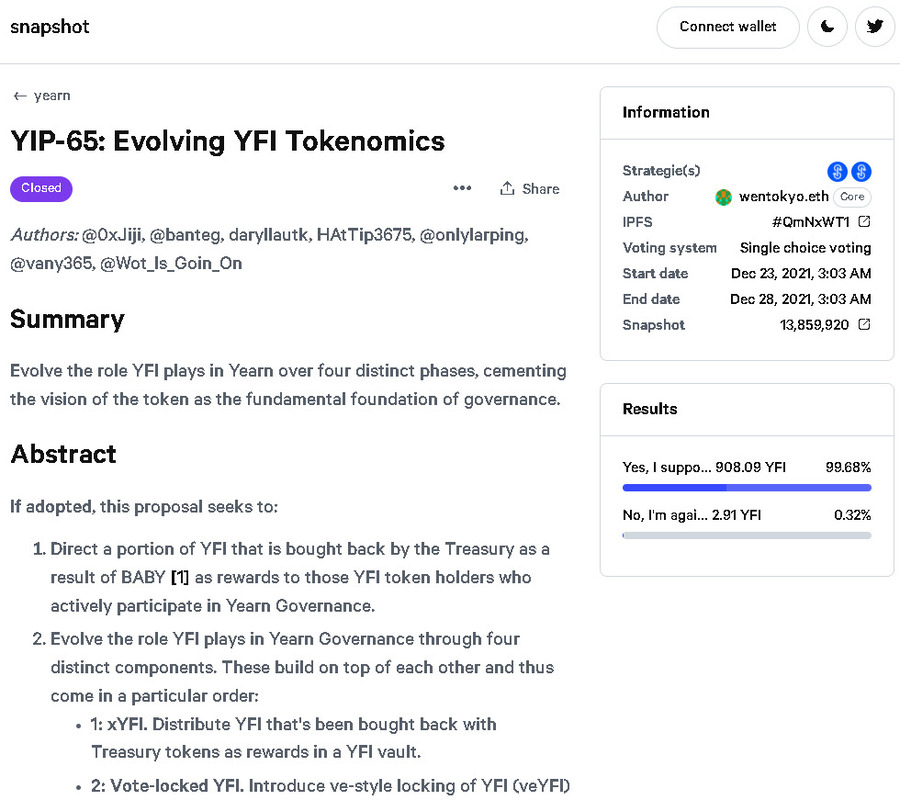 snapshot
Connect wallet
← yearn
YIP-65: Evolving YFI Tokenomics
Closed
••• Share
Authors: @0xJiji, @banteg, daryllautk, HAtTip3675, @onlylarping,
@vany365, @Wot_Is_Goin_On
Summary
Evolve the role YFI plays in Yearn over four distinct phases, cementing
the vision of the token as the fundamental foundation of governance.
Abstract
If adopted, this proposal seeks to:
1. Direct a portion of YFI that is bought back by the Treasury as a
result of BABY [1] as rewards to those YFI token holders who
actively participate in Yearn Governance.
2. Evolve the role YFI plays in Yearn Governance through four
distinct components. These build on top of each other and thus
come in a particular order:
• 1: xYFI. Distribute YFI that's been bought back with
Treasury tokens as rewards in a YFI vault.
• 2: Vote-locked YFI. Introduce ve-style locking of YFI (veYFI)
Information
Strategie(s)
Author wentokyo.eth Core
IPFS #QmNxWT1
Voting system Single choice voting
Start date Dec 23, 2021, 3:03 AM
End date Dec 28, 2021, 3:03 AM
Snapshot 13,859,920
Results
Yes, I suppo... 908.09 YFI 99.68%
No, I'm agai... 2.91 YFI 0.32%